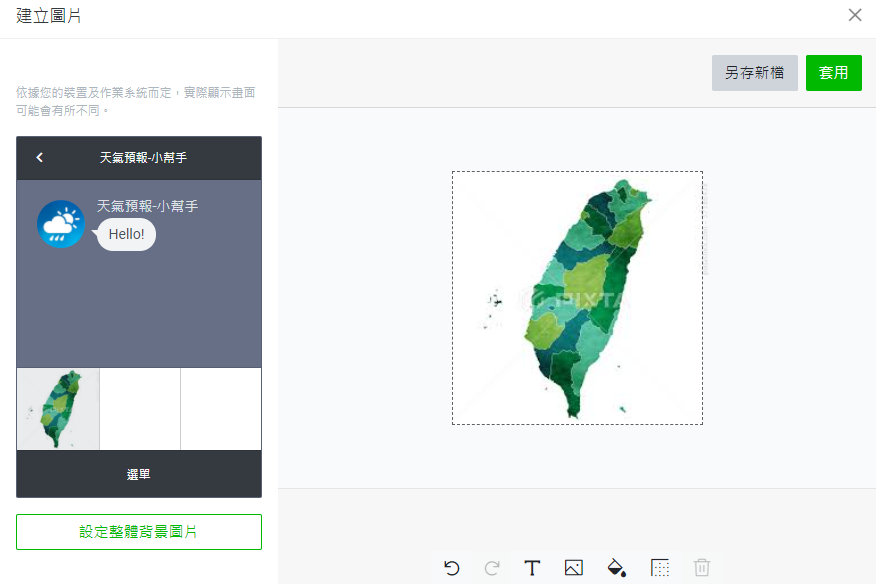 建立圖片
另存新檔
套用
依據您的裝置及作業系統而定，實際顯示畫面
可能會有所不同。
天氣預報-小幫手
天氣預報-小幫手
Hello!
PIXTA
選單
設定整體背景圖片
T